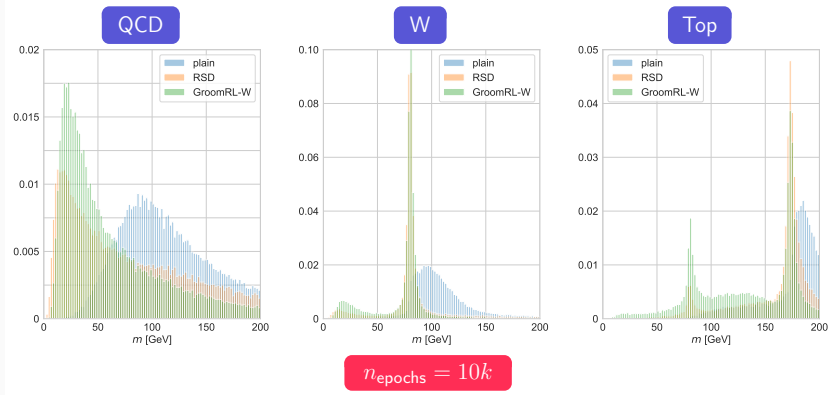 QCD
0.02
0.015
0.01
0.005
0
0
50
100
150
200
m [GeV]
plain
RSD
GroomRL-W
W
0.10
0.08
0.06
0.04
0.02
0
0
50
100
150
200
m [GeV]
plain
RSD
GroomRL-W
Top
0.05
0.04
0.03
0.02
0.01
0
0
50
100
150
200
m [GeV]
plain
RSD
GroomRL-W
n_epochs = 10k